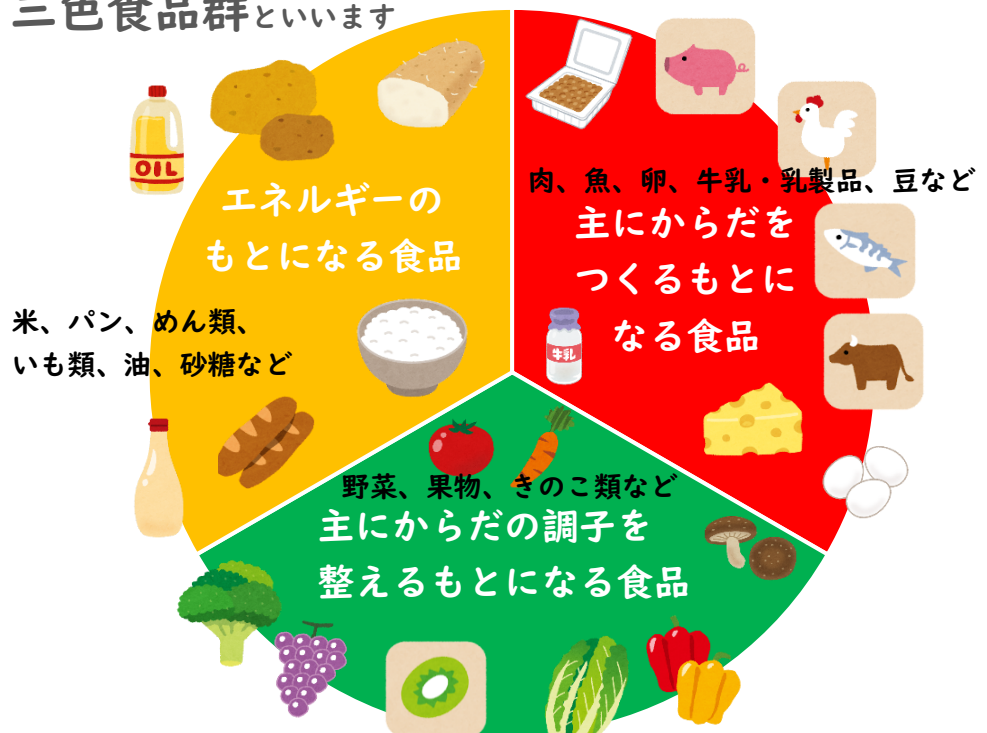 三色食品群といいます
OIL
エネルギーの
もとになる食品
米、パン、めん類、
いも類、油、砂糖など
肉、魚、卵、牛乳・乳製品、豆など
主にからだを
つくるもとに
なる食品
牛乳
野菜、果物、きのこ類など
主にからだの調子を
整えるもとになる食品